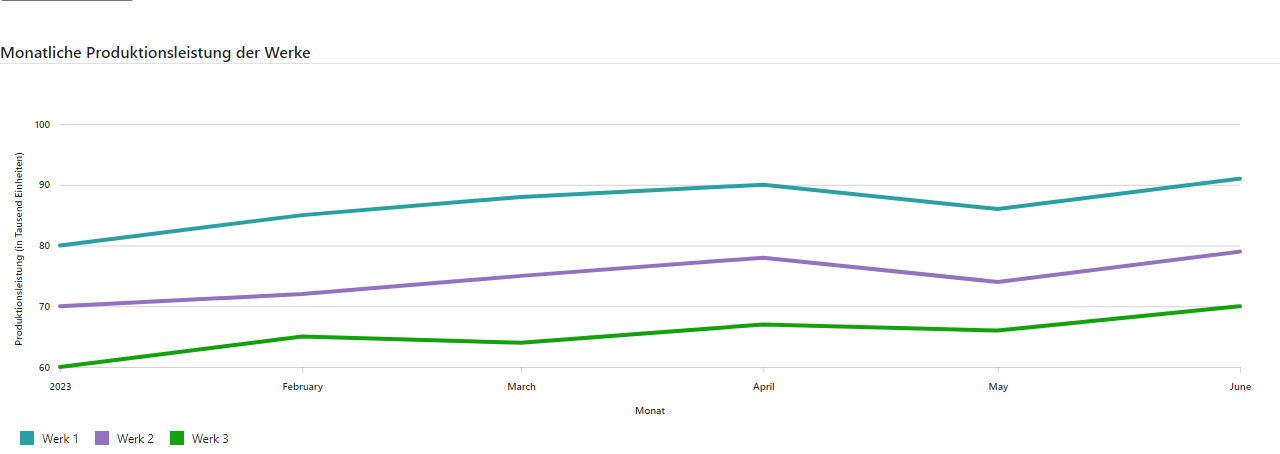 Monatliche Produktionsleistung der Werke
100
90
80
70
60
Produktionsleistung (in Tausend Einheiten)
2023 February March April May June
Monat
Werk 1 Werk 2 Werk 3